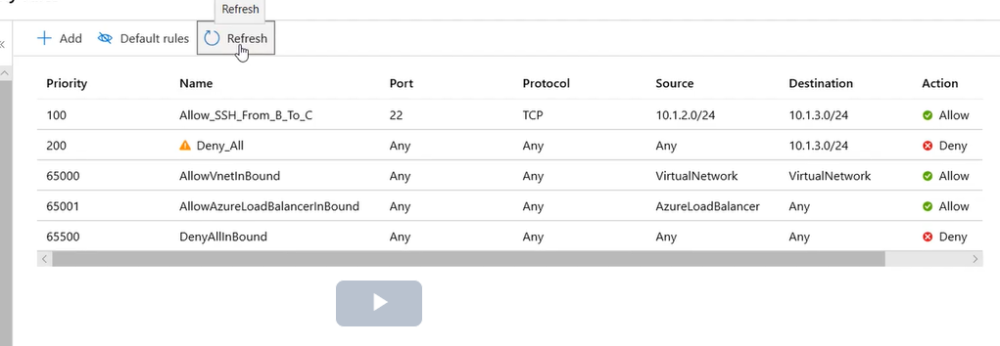 Refresh
Add Default rules Refresh
Priority Name Port Protocol Source Destination Action
100 Allow_SSH_From_B_To_C 22 TCP 10.1.2.0/24 10.1.3.0/24 Allow
200 Deny_All Any Any Any 10.1.3.0/24 Deny
65000 AllowVnetInBound Any Any VirtualNetwork VirtualNetwork Allow
65001 AllowAzureLoadBalancerInBound Any Any AzureLoadBalancer Any Allow
65500 DenyAllInBound Any Any Any Any Deny